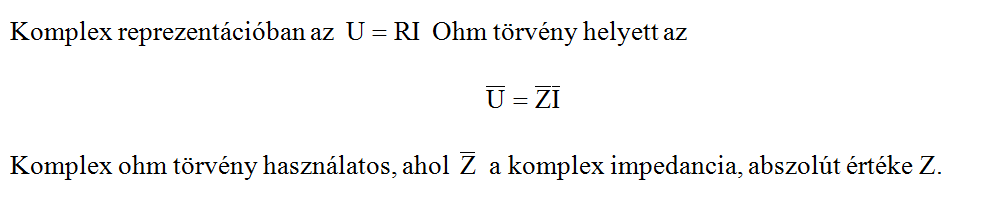 Komplex reprezentációban az U = RI Ohm törvény helyett az
U̅ = Z̅I̅
Komplex ohm törvény használatos, ahol Z̅ a komplex impedancia, abszolút értéke Z.